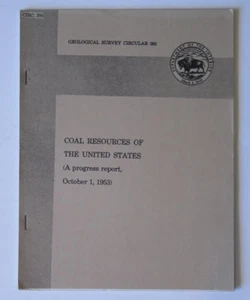 GEOLOGICAL SURVEY CIRCULAR 293
COAL RESOURCES OF
THE UNITED STATES
(A progress report,
October 1, 1953)